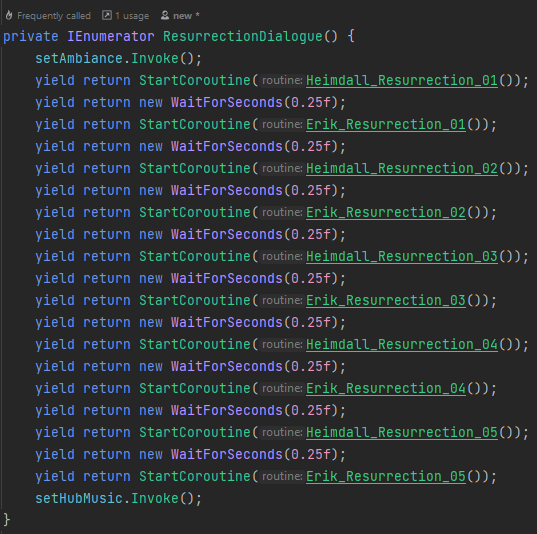 Frequently called 1 usage new *
private IEnumerator ResurrectionDialogue() {
setAmbiance.Invoke();
yield return StartCoroutine(routine: Heimdall_Resurrection_01());
yield return new WaitForSeconds(0.25f);
yield return StartCoroutine(routine: Erik_Resurrection_01());
yield return new WaitForSeconds(0.25f);
yield return StartCoroutine(routine: Heimdall_Resurrection_02());
yield return new WaitForSeconds(0.25f);
yield return StartCoroutine(routine: Erik_Resurrection_02());
yield return new WaitForSeconds(0.25f);
yield return StartCoroutine(routine: Heimdall_Resurrection_03());
yield return new WaitForSeconds(0.25f);
yield return StartCoroutine(routine: Erik_Resurrection_03());
yield return new WaitForSeconds(0.25f);
yield return StartCoroutine(routine: Heimdall_Resurrection_04());
yield return new WaitForSeconds(0.25f);
yield return StartCoroutine(routine: Erik_Resurrection_04());
yield return new WaitForSeconds(0.25f);
yield return StartCoroutine(routine: Heimdall_Resurrection_05());
yield return new WaitForSeconds(0.25f);
yield return StartCoroutine(routine: Erik_Resurrection_05());
setHubMusic.Invoke();
}